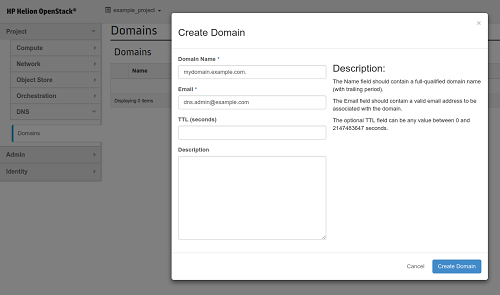 HP Helion OpenStack®
example_project
Project
Compute
Network
Object Store
Orchestration
DNS
Domains
Admin
Identity
Domains
Domains
Name
Displaying 0 items
Create Domain
×
Domain Name *
mydomain.example.com.
Email *
dns.admin@example.com
TTL (seconds)
Description
Description:
The Name field should contain a full-qualified domain name
(with trailing period).
The Email field should contain a valid email address to be
associated with the domain.
The optional TTL field can be any value between 0 and
2147483647 seconds.
Cancel
Create Domain